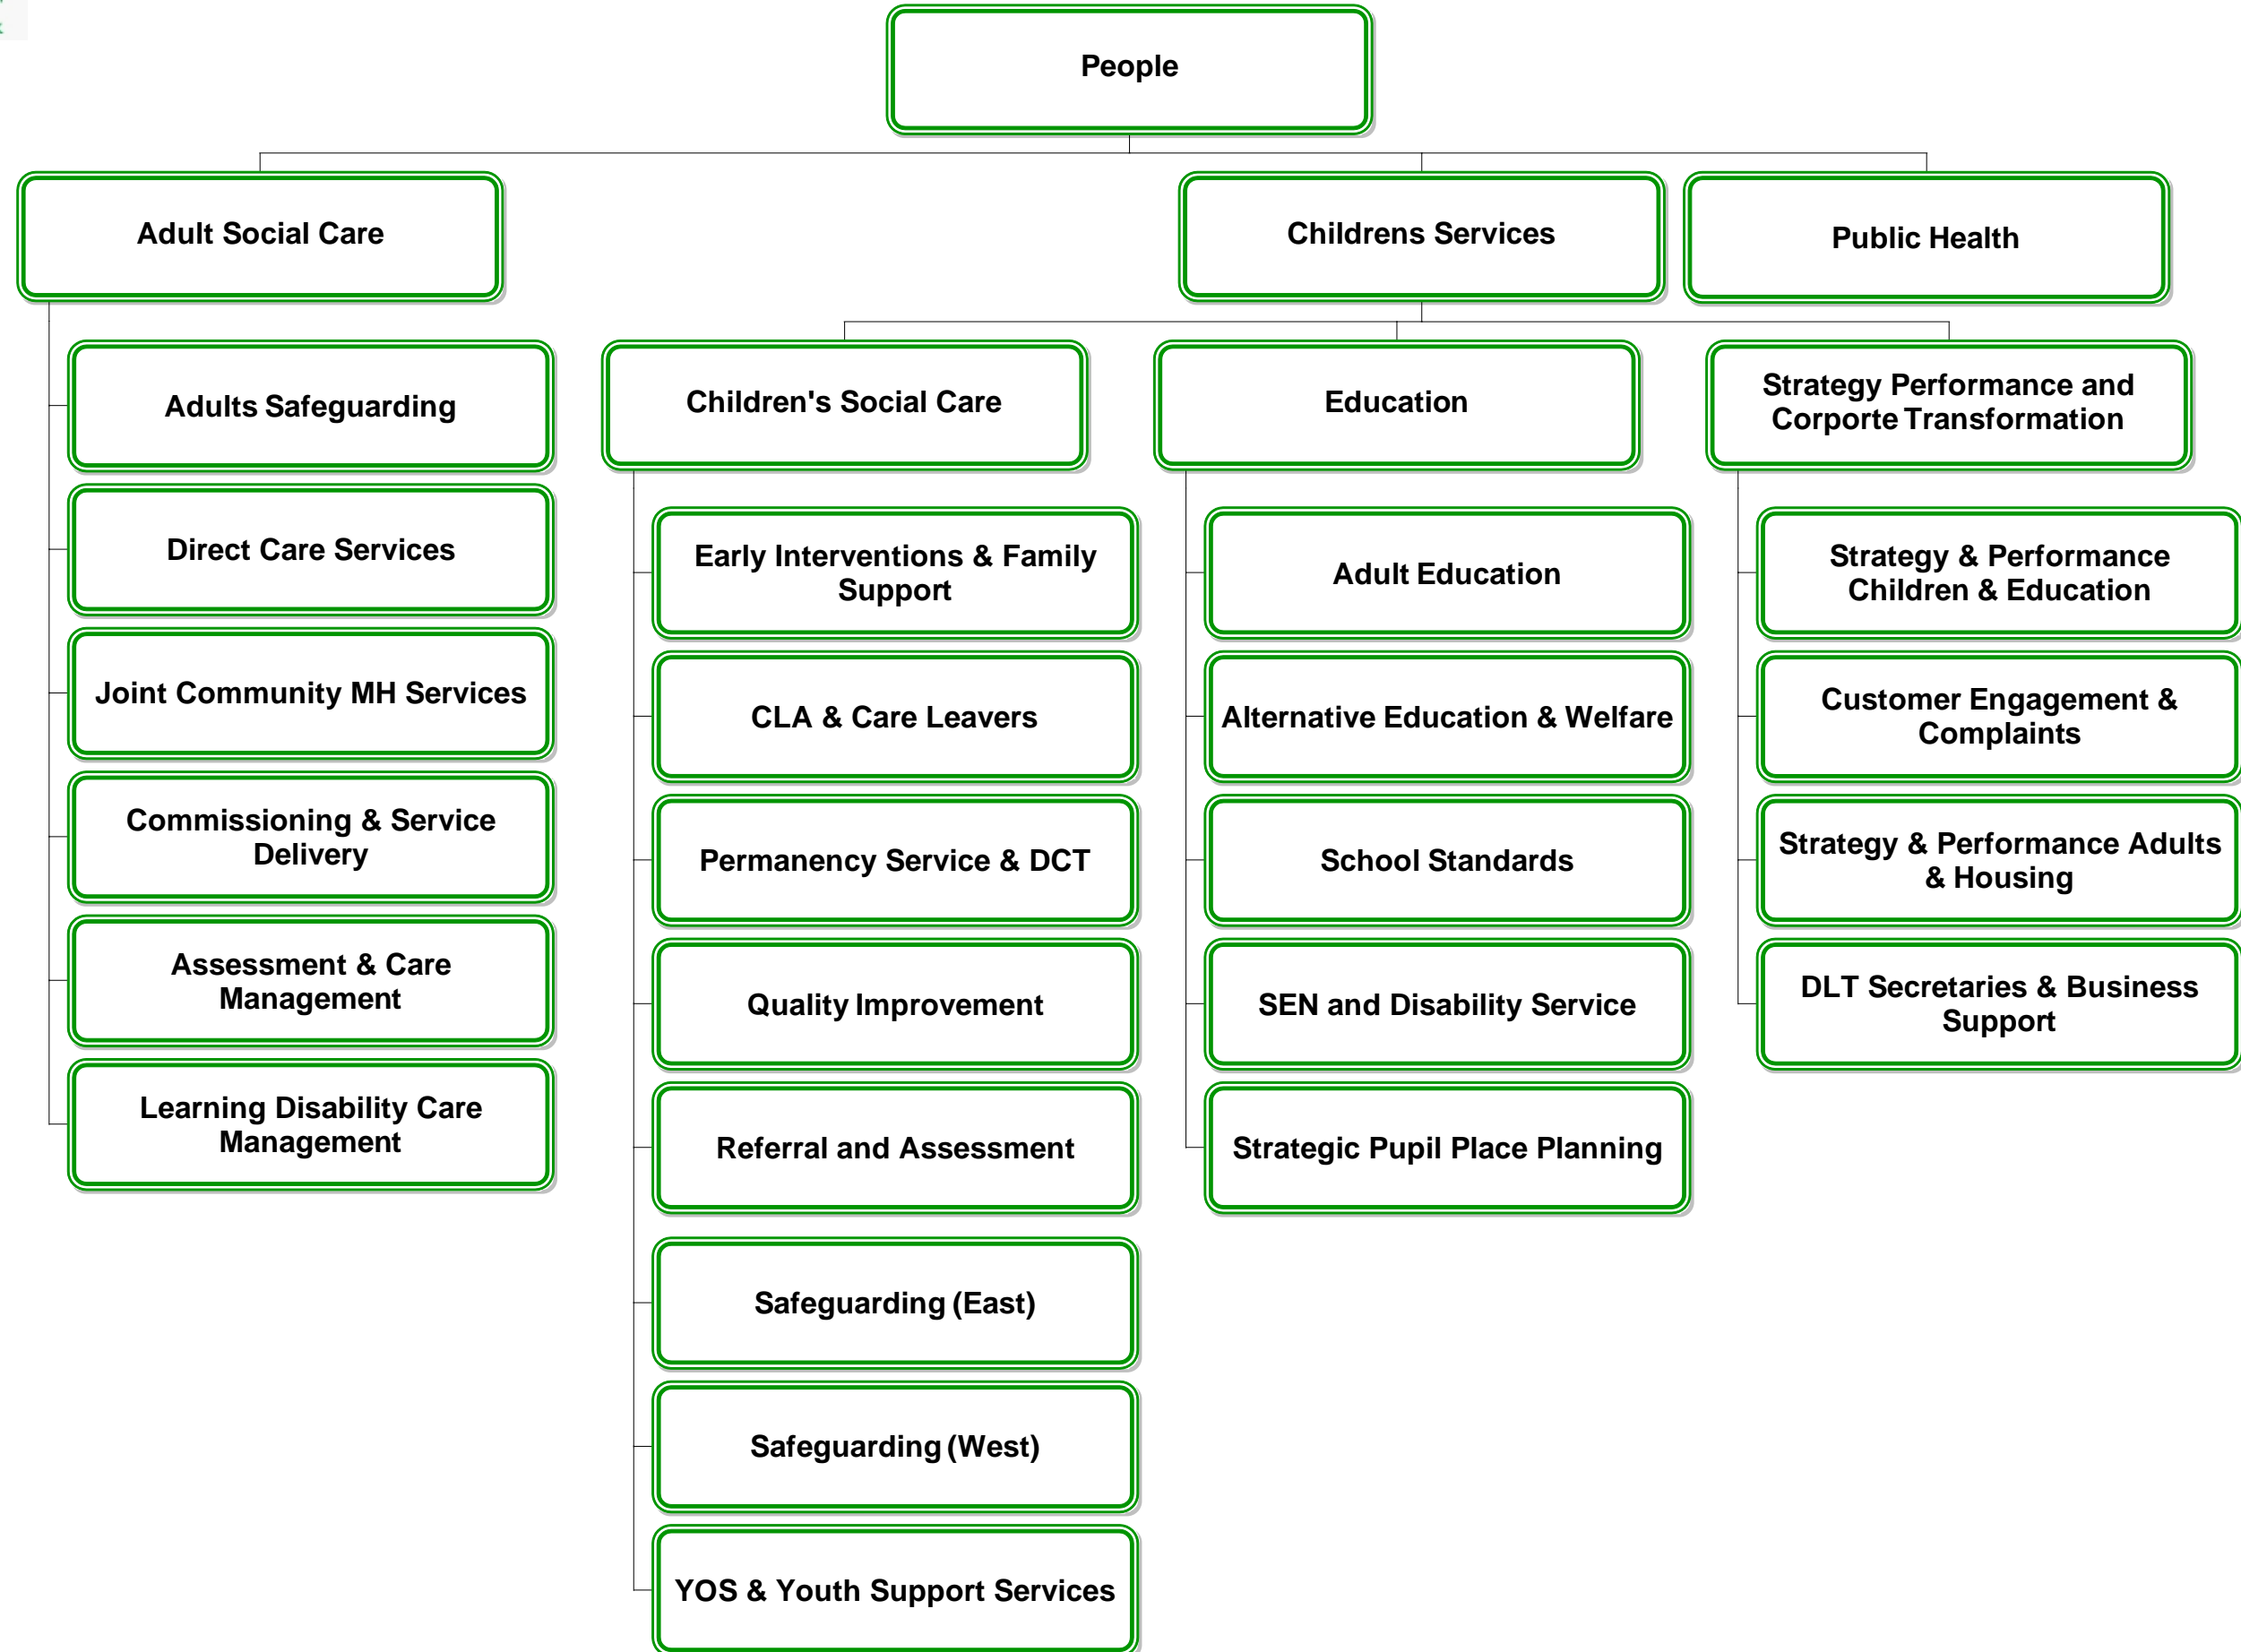 People
Adult Social Care
Childrens Services
Public Health
Adults Safeguarding
Direct Care Services
Joint Community MH Services
Commissioning & Service
Delivery
Assessment & Care
Management
Learning Disability Care
Management
Children's Social Care
Early Interventions & Family
Support
CLA & Care Leavers
Permanency Service & DCT
Quality Improvement
Referral and Assessment
Safeguarding (East)
Safeguarding (West)
YOS & Youth Support Services
Education
Adult Education
Alternative Education & Welfare
School Standards
SEN and Disability Service
Strategic Pupil Place Planning
Strategy Performance and
Corporte Transformation
Strategy & Performance
Children & Education
Customer Engagement &
Complaints
Strategy & Performance Adults
& Housing
DLT Secretaries & Business
Support